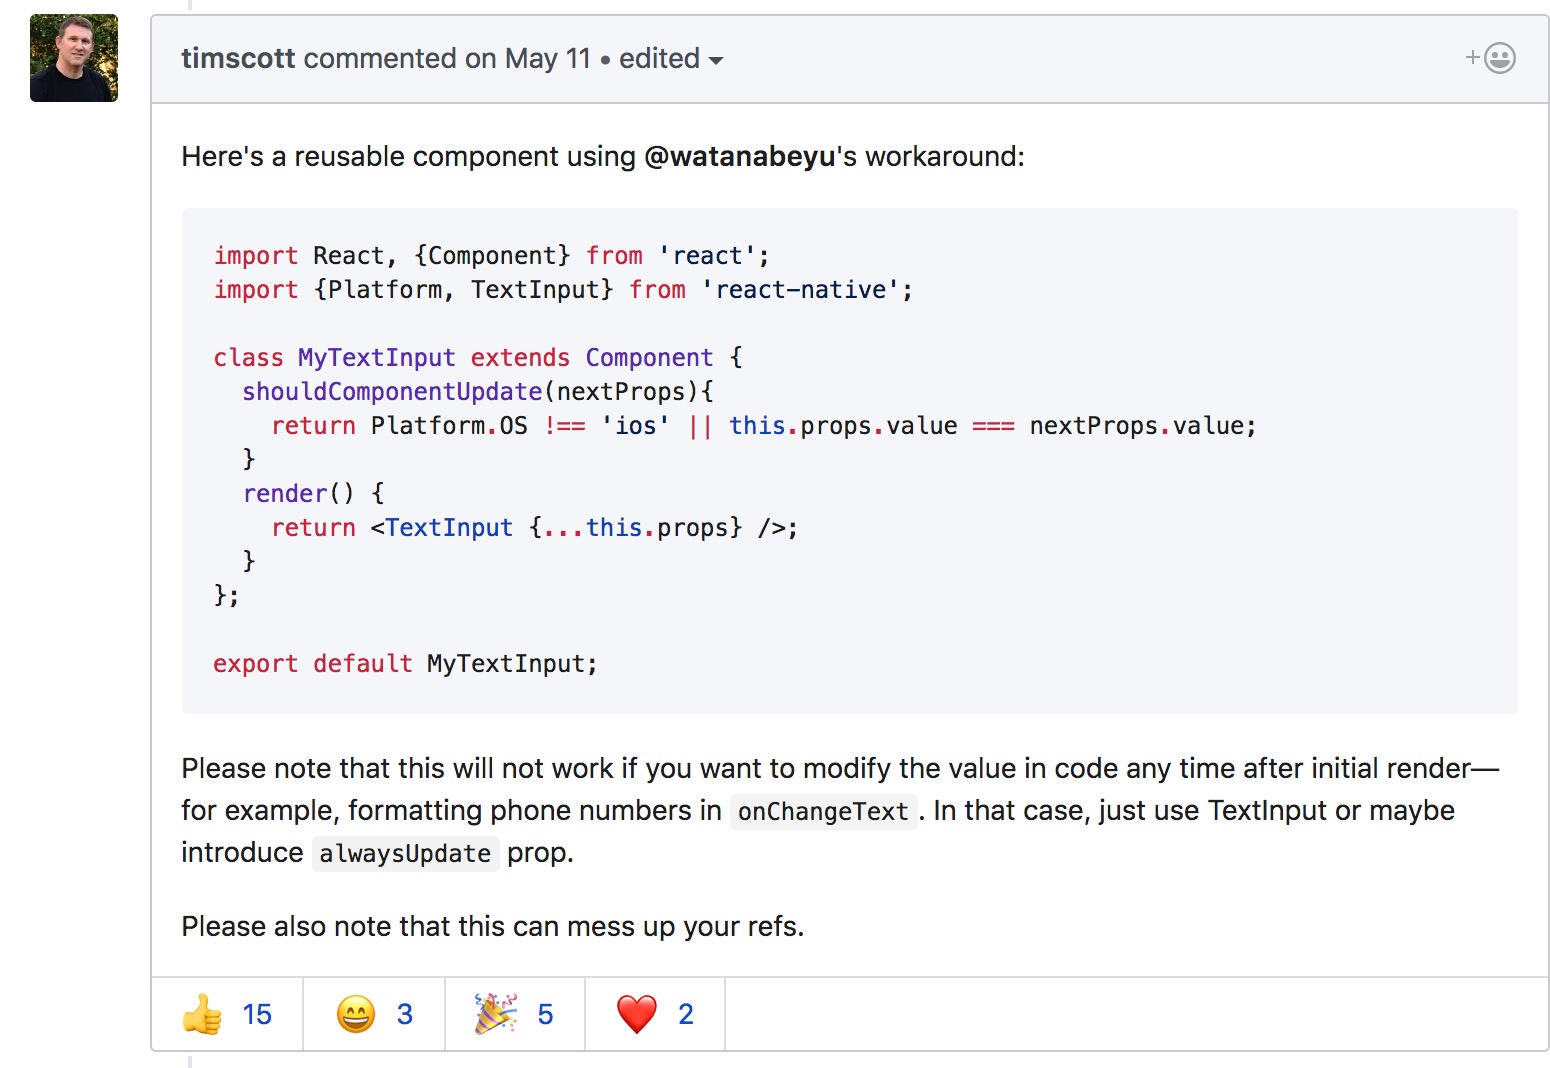 timscott commented on May 11 • edited
Here's a reusable component using @watanabeyu's workaround:
import React, {Component} from 'react';
import {Platform, TextInput} from 'react-native';
class MyTextInput extends Component {
  shouldComponentUpdate(nextProps){
    return Platform.OS !== 'ios' || this.props.value === nextProps.value;
  }
  render() {
    return <TextInput {...this.props} />;
  }
};
export default MyTextInput;
Please note that this will not work if you want to modify the value in code any time after initial render—
for example, formatting phone numbers in onChangeText. In that case, just use TextInput or maybe
introduce alwaysUpdate prop.
Please also note that this can mess up your refs.
15 3 5 2